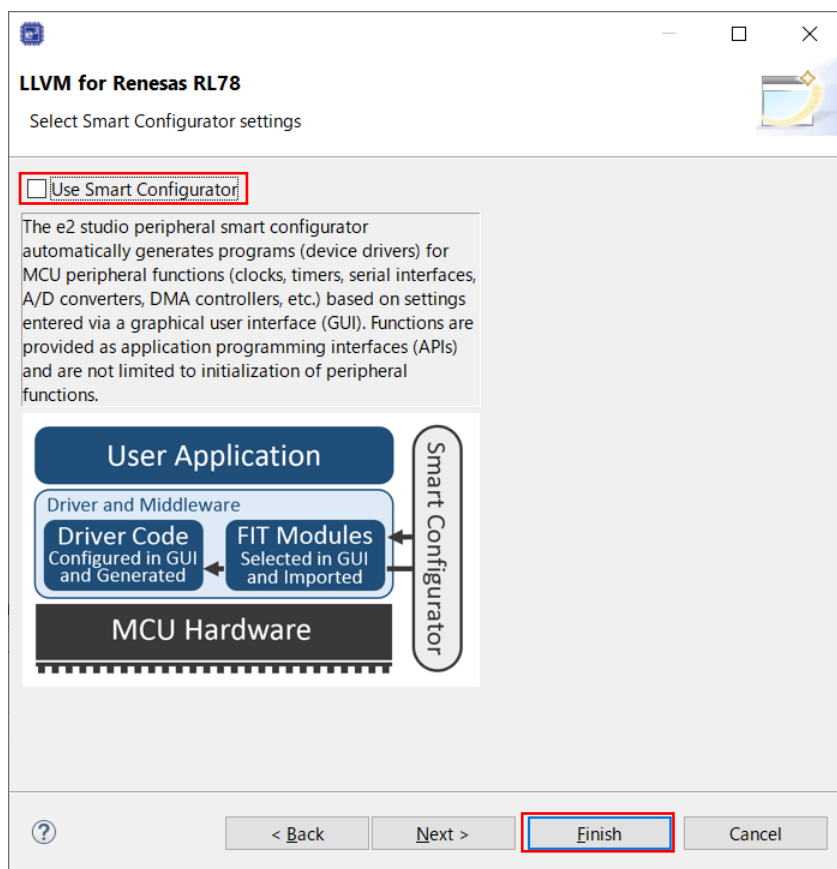 LLVM for Renesas RL78
Select Smart Configurator settings
Use Smart Configurator
The e2 studio peripheral smart configurator
automatically generates programs (device drivers) for
MCU peripheral functions (clocks, timers, serial interfaces,
A/D converters, DMA controllers, etc.) based on settings
entered via a graphical user interface (GUI). Functions are
provided as application programming interfaces (APIs)
and are not limited to initialization of peripheral
functions.
User Application
Driver and Middleware
Driver Code
Configured in GUI
and Generated
FIT Modules
Selected in GUI
and Imported
Smart Configurator
MCU Hardware
?
< Back
Next >
Finish
Cancel